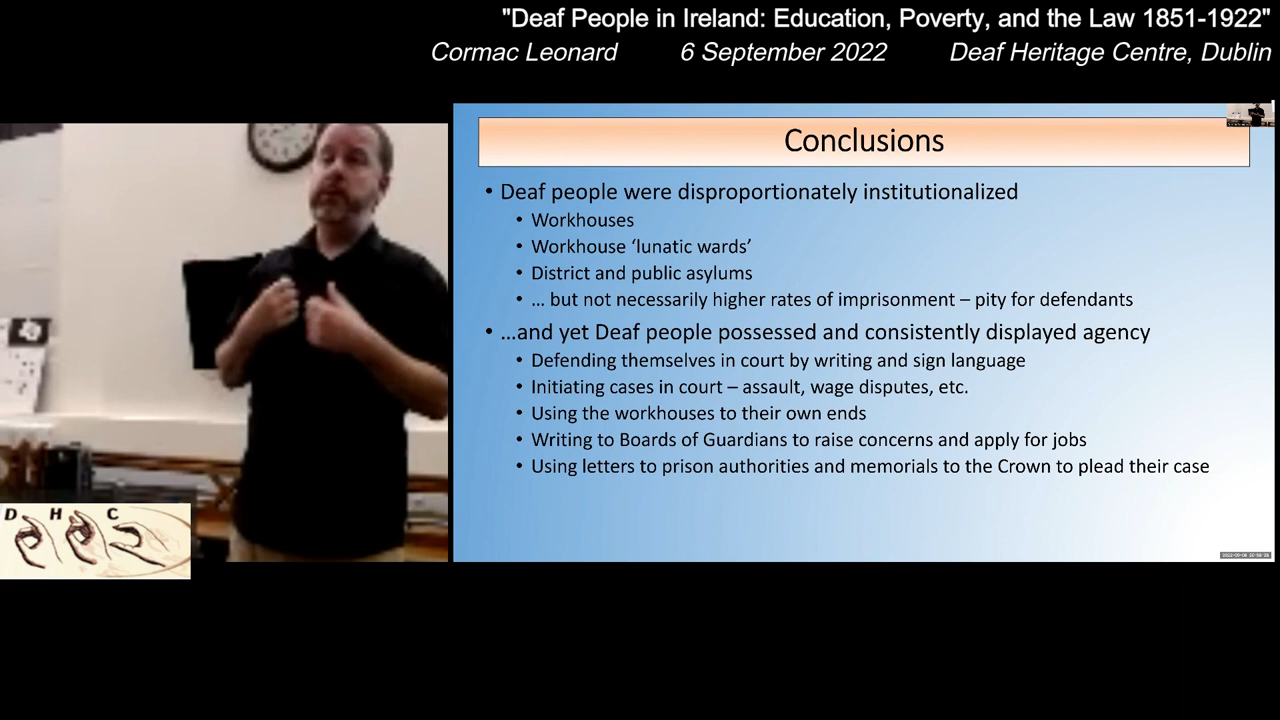 "Deaf People in Ireland: Education, Poverty, and the Law 1851-1922"
Cormac Leonard 6 September 2022 Deaf Heritage Centre, Dublin
Conclusions
• Deaf people were disproportionately institutionalized
• Workhouses
• Workhouse ‘lunatic wards’
• District and public asylums
• … but not necessarily higher rates of imprisonment – pity for defendants
• …and yet Deaf people possessed and consistently displayed agency
• Defending themselves in court by writing and sign language
• Initiating cases in court – assault, wage disputes, etc.
• Using the workhouses to their own ends
• Writing to Boards of Guardians to raise concerns and apply for jobs
• Using letters to prison authorities and memorials to the Crown to plead their case
D H C